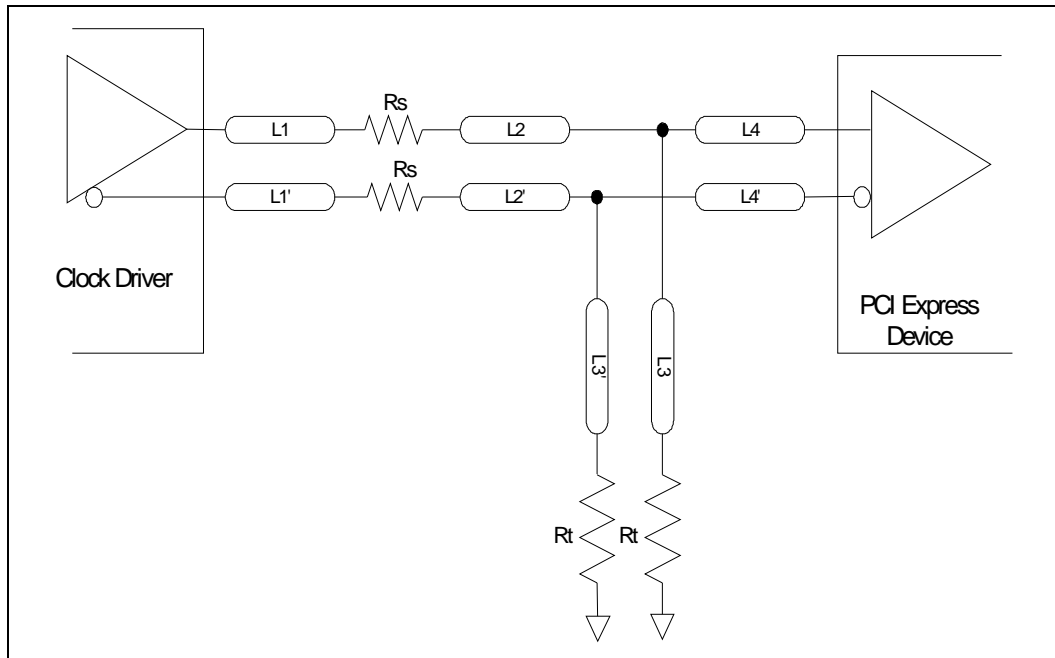 Rs
L1
L2
L4
Rs
L1'
L2'
L4'
Clock Driver
PCI Express
Device
L3'
L3
Rt
Rt